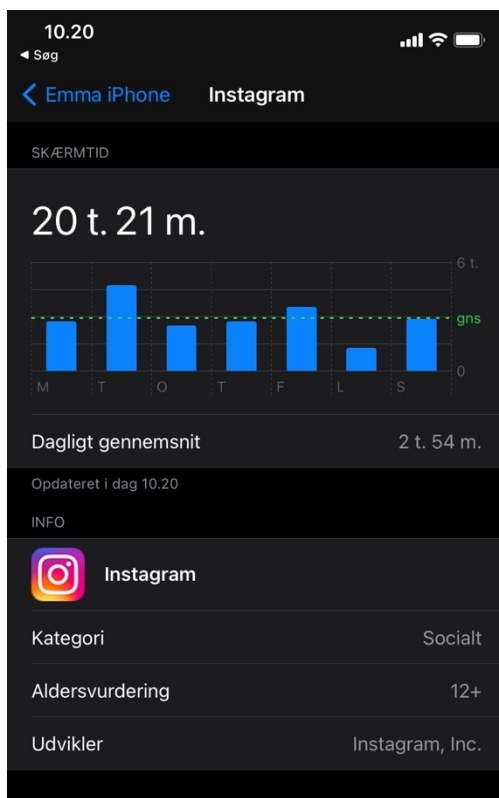 10.20
◀ Søg
Emma iPhone Instagram
SKÆRMTID
20 t. 21 m.
6 t.
gns
0
M T O T F L S
Dagligt gennemsnit 2 t. 54 m.
Opdateret i dag 10.20
INFO
Instagram
Kategori Socialt
Aldersvurdering 12+
Udvikler Instagram, Inc.